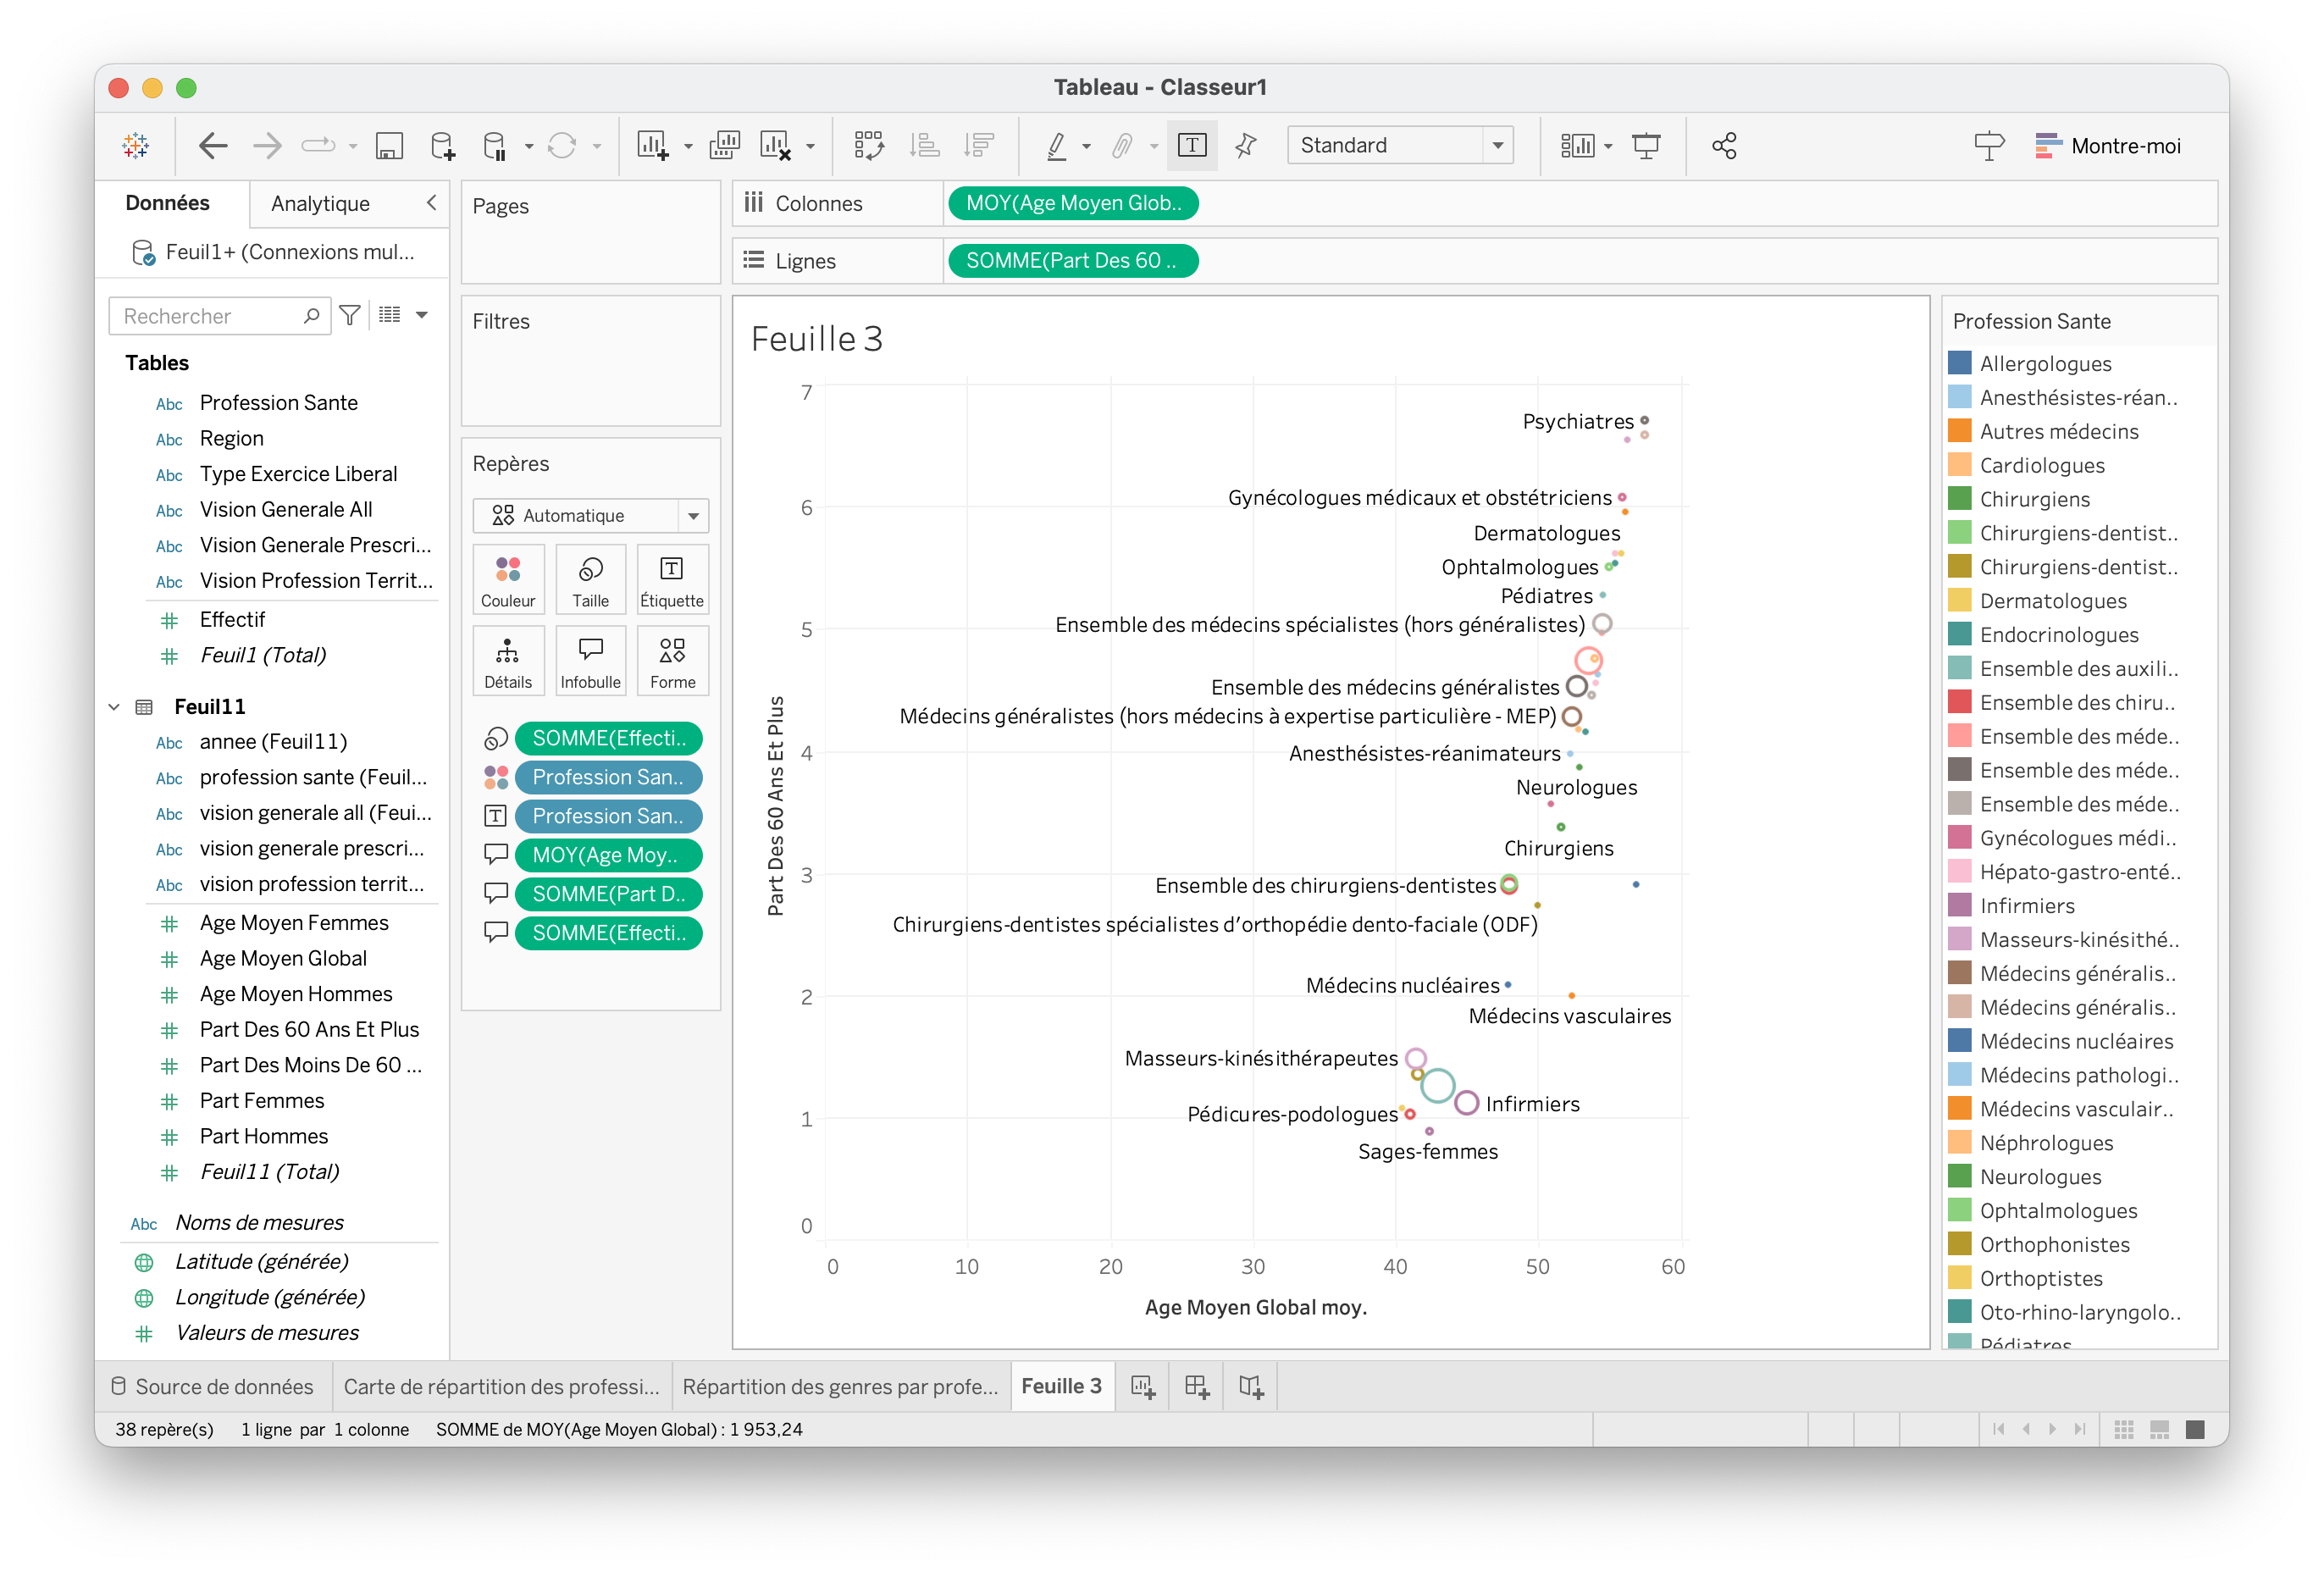 Tableau - Classeur1
Standard
Montre-moi
Données
Analytique
Feuil1+ (Connexions mul...
Rechercher
Tables
Abc Profession Sante
Abc Region
Abc Type Exercice Liberal
Abc Vision Generale All
Abc Vision Generale Prescri...
Abc Vision Profession Territ...
Effectif
Feuil1 (Total)
Feuil11
Abc annee (Feuil11)
Abc profession sante (Feuil...
Abc vision generale all (Feui...
Abc vision generale prescri...
Abc vision profession territ...
Age Moyen Femmes
Age Moyen Global
Age Moyen Hommes
Part Des 60 Ans Et Plus
Part Des Moins De 60 ...
Part Femmes
Part Hommes
Feuil11 (Total)
Abc Noms de mesures
Latitude (générée)
Longitude (générée)
Valeurs de mesures
Pages
Filtres
Repères
Automatique
Couleur
Taille
Étiquette
Détails
Infobulle
Forme
SOMME(Effecti..
Profession San..
Profession San..
MOY(Age Moy..
SOMME(Part D..
SOMME(Effecti..
Colonnes
MOY(Age Moyen Glob..
Lignes
SOMME(Part Des 60 ..
Feuille 3
Part Des 60 Ans Et Plus
7
6
5
4
3
2
1
0
Psychiatres
Gynécologues médicaux et obstétriciens
Dermatologues
Ophtalmologues
Pédiatres
Ensemble des médecins spécialistes (hors généralistes)
Ensemble des médecins généralistes
Médecins généralistes (hors médecins à expertise particulière - MEP)
Anesthésistes-réanimateurs
Neurologues
Chirurgiens
Ensemble des chirurgiens-dentistes
Chirurgiens-dentistes spécialistes d’orthopédie dento-faciale (ODF)
Médecins nucléaires
Médecins vasculaires
Masseurs-kinésithérapeutes
Infirmiers
Pédicures-podologues
Sages-femmes
0
10
20
30
40
50
60
Age Moyen Global moy.
Profession Sante
Allergologues
Anesthésistes-réan..
Autres médecins
Cardiologues
Chirurgiens
Chirurgiens-dentist..
Chirurgiens-dentist..
Dermatologues
Endocrinologues
Ensemble des auxili..
Ensemble des chiru..
Ensemble des méde..
Ensemble des méde..
Ensemble des méde..
Gynécologues médi..
Hépato-gastro-enté..
Infirmiers
Masseurs-kinésithé..
Médecins généralis..
Médecins généralis..
Médecins nucléaires
Médecins pathologi..
Médecins vasculair..
Néphrologues
Neurologues
Ophtalmologues
Orthophonistes
Orthoptistes
Oto-rhino-laryngolo..
Pédiatres
Source de données
Carte de répartition des professi...
Répartition des genres par profe...
Feuille 3
38 repère(s)
1 ligne par 1 colonne
SOMME de MOY(Age Moyen Global) : 1 953,24